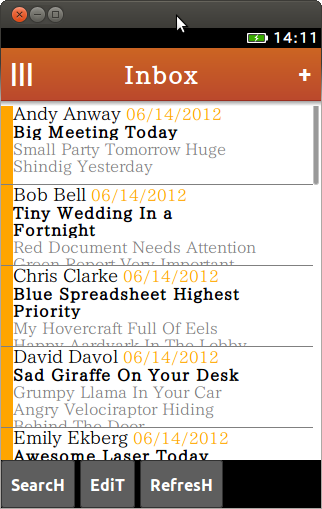 14:11
Inbox +
Andy Anway 06/14/2012
Big Meeting Today
Small Party Tomorrow Huge
Shindig Yesterday
Bob Bell 06/14/2012
Tiny Wedding In a
Fortnight
Red Document Needs Attention
Green Report Very Important
Chris Clarke 06/14/2012
Blue Spreadsheet Highest
Priority
My Hovercraft Full Of Eels
Happy Aardvark In The Lobby
David Davol 06/14/2012
Sad Giraffe On Your Desk
Grumpy Llama In Your Car
Angry Velociraptor Hiding
Behind The Door
Emily Ekberg 06/14/2012
Awesome Laser Today
SearcH EdiT RefresH